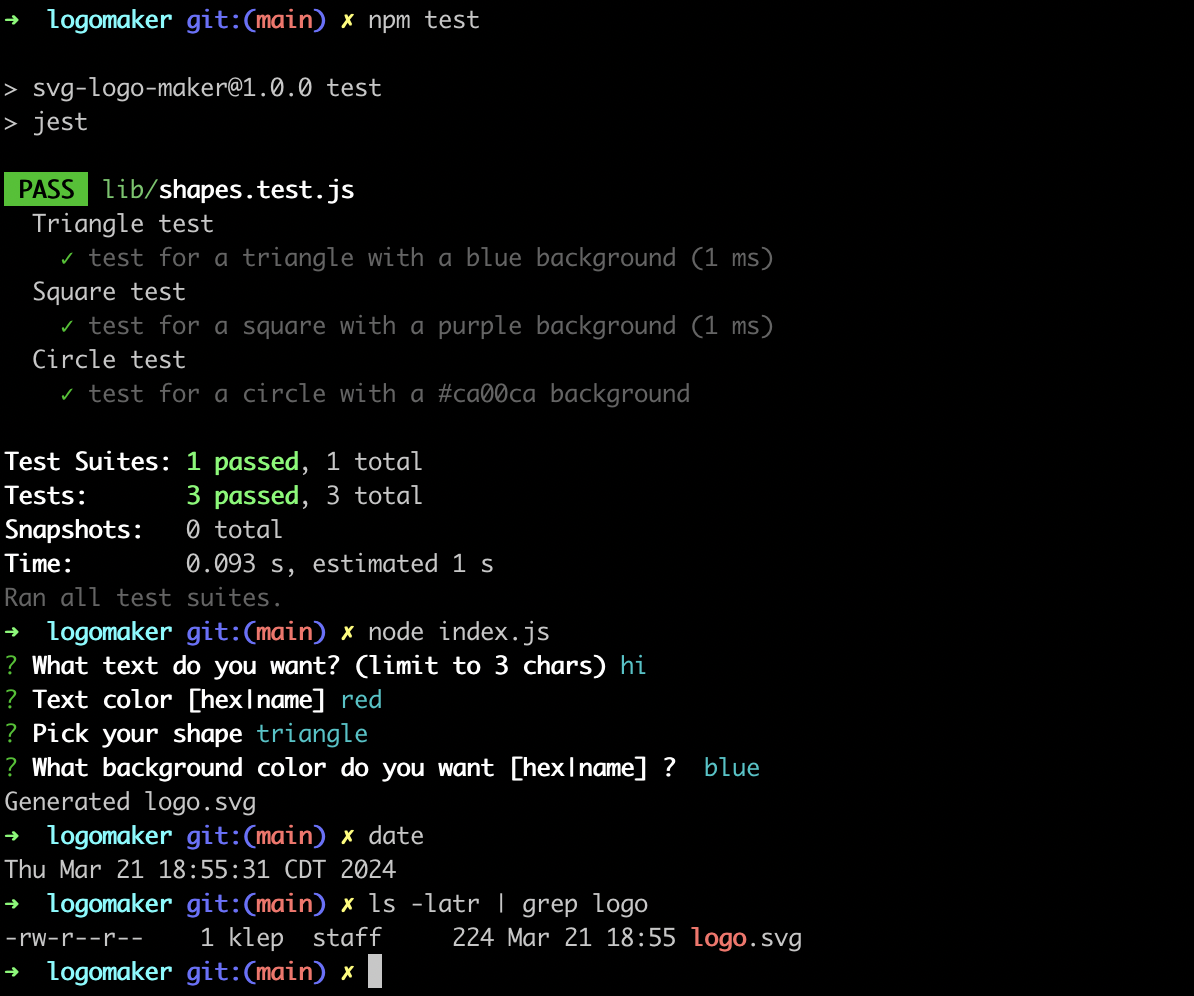 ➜  logomaker git:(main) ✗ npm test

> svg-logo-maker@1.0.0 test
> jest

PASS lib/shapes.test.js
  Triangle test
    ✓ test for a triangle with a blue background (1 ms)
  Square test
    ✓ test for a square with a purple background (1 ms)
  Circle test
    ✓ test for a circle with a #ca00ca background

Test Suites: 1 passed, 1 total
Tests:       3 passed, 3 total
Snapshots:   0 total
Time:        0.093 s, estimated 1 s
Ran all test suites.
➜  logomaker git:(main) ✗ node index.js
? What text do you want? (limit to 3 chars) hi
? Text color [hex|name] red
? Pick your shape triangle
? What background color do you want [hex|name] ?  blue
Generated logo.svg
➜  logomaker git:(main) ✗ date
Thu Mar 21 18:55:31 CDT 2024
➜  logomaker git:(main) ✗ ls -latr | grep logo
-rw-r--r--    1 klep  staff     224 Mar 21 18:55 logo.svg
➜  logomaker git:(main) ✗